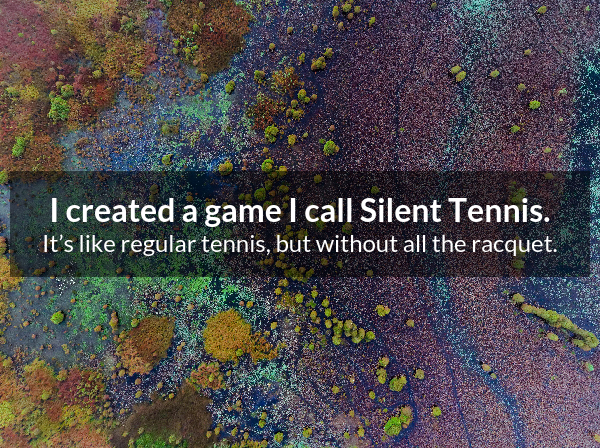 I created a game I call Silent Tennis.
It’s like regular tennis, but without all the racquet.